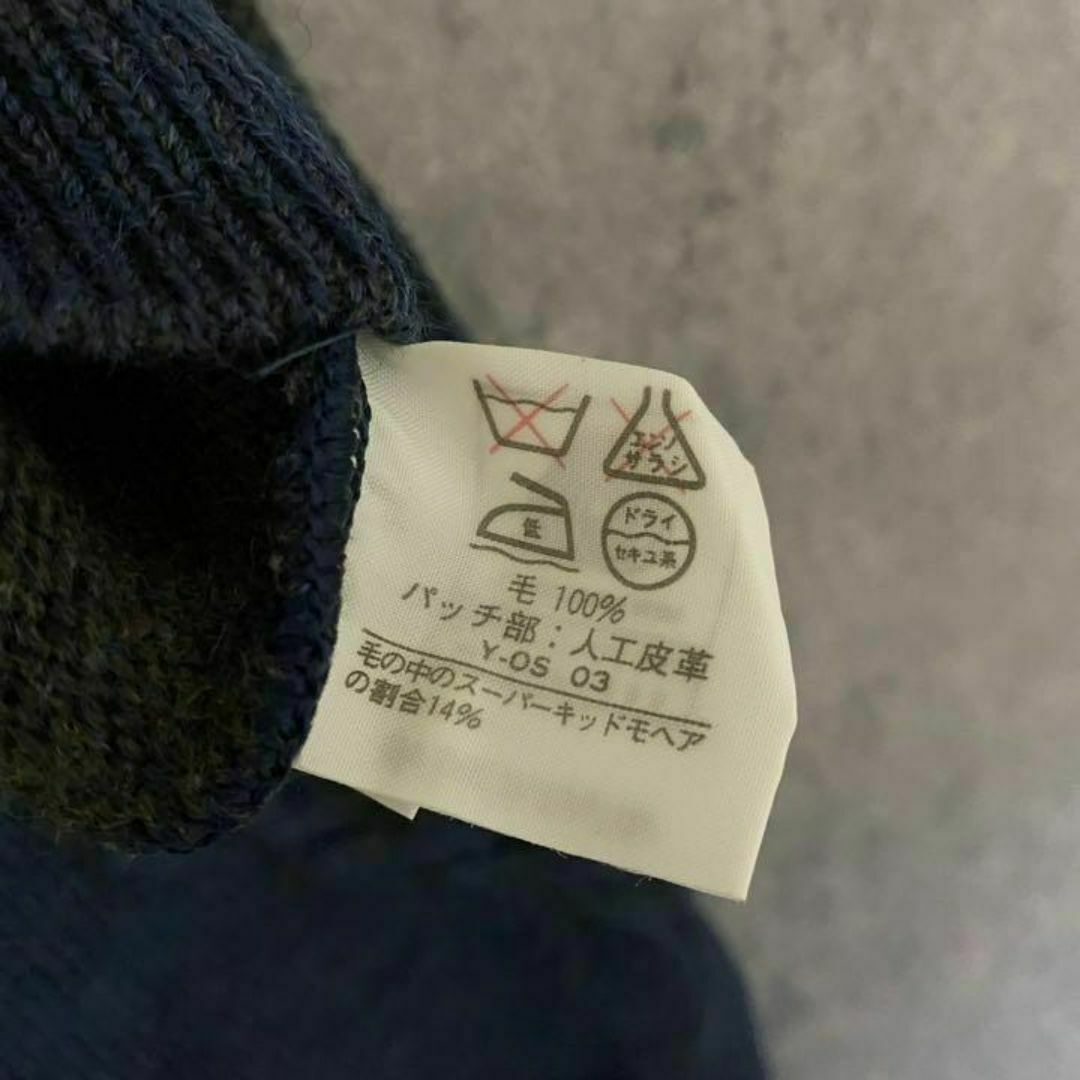 エンソ
サラシ
低
ドライ
セキユ系
毛 100%
パッチ部：人工皮革
Y-OS 03
毛の中のスーパーキッドモヘア
の割合14%